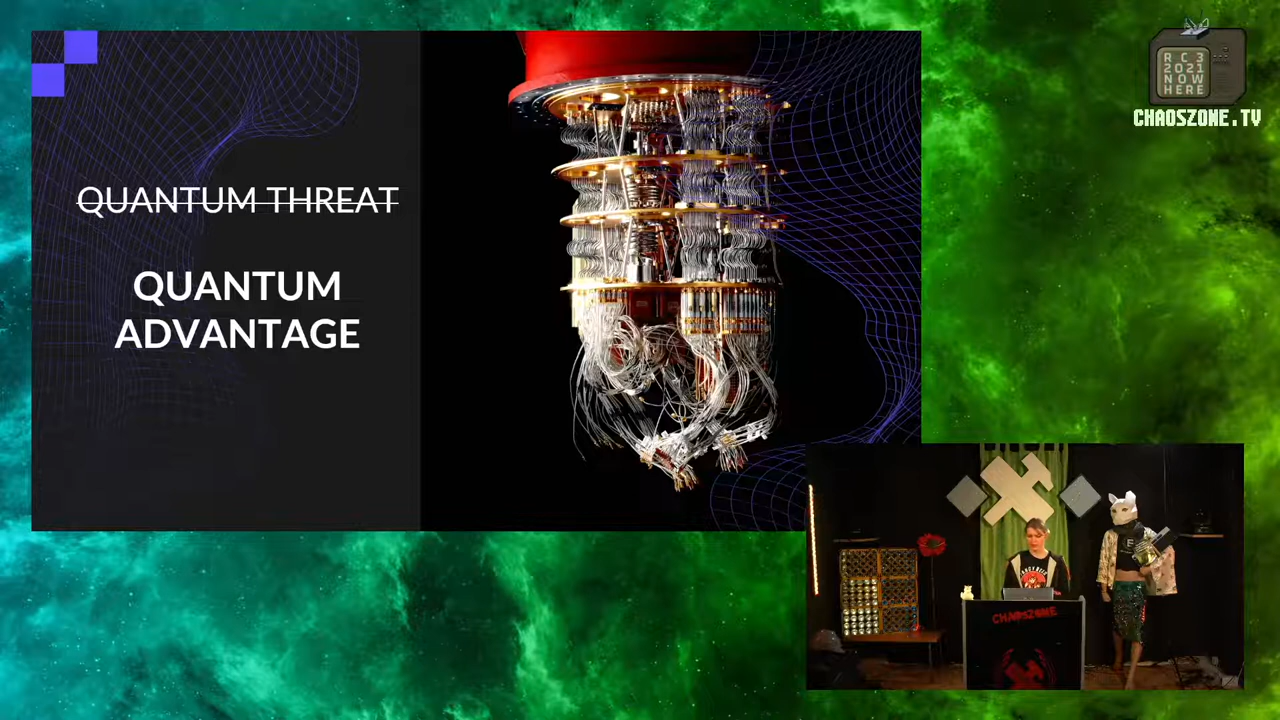 QUANTUM THREAT
QUANTUM
ADVANTAGE
RC3
2021
NOW
HERE
CHAOSZONE.TV
CHAOSZONE